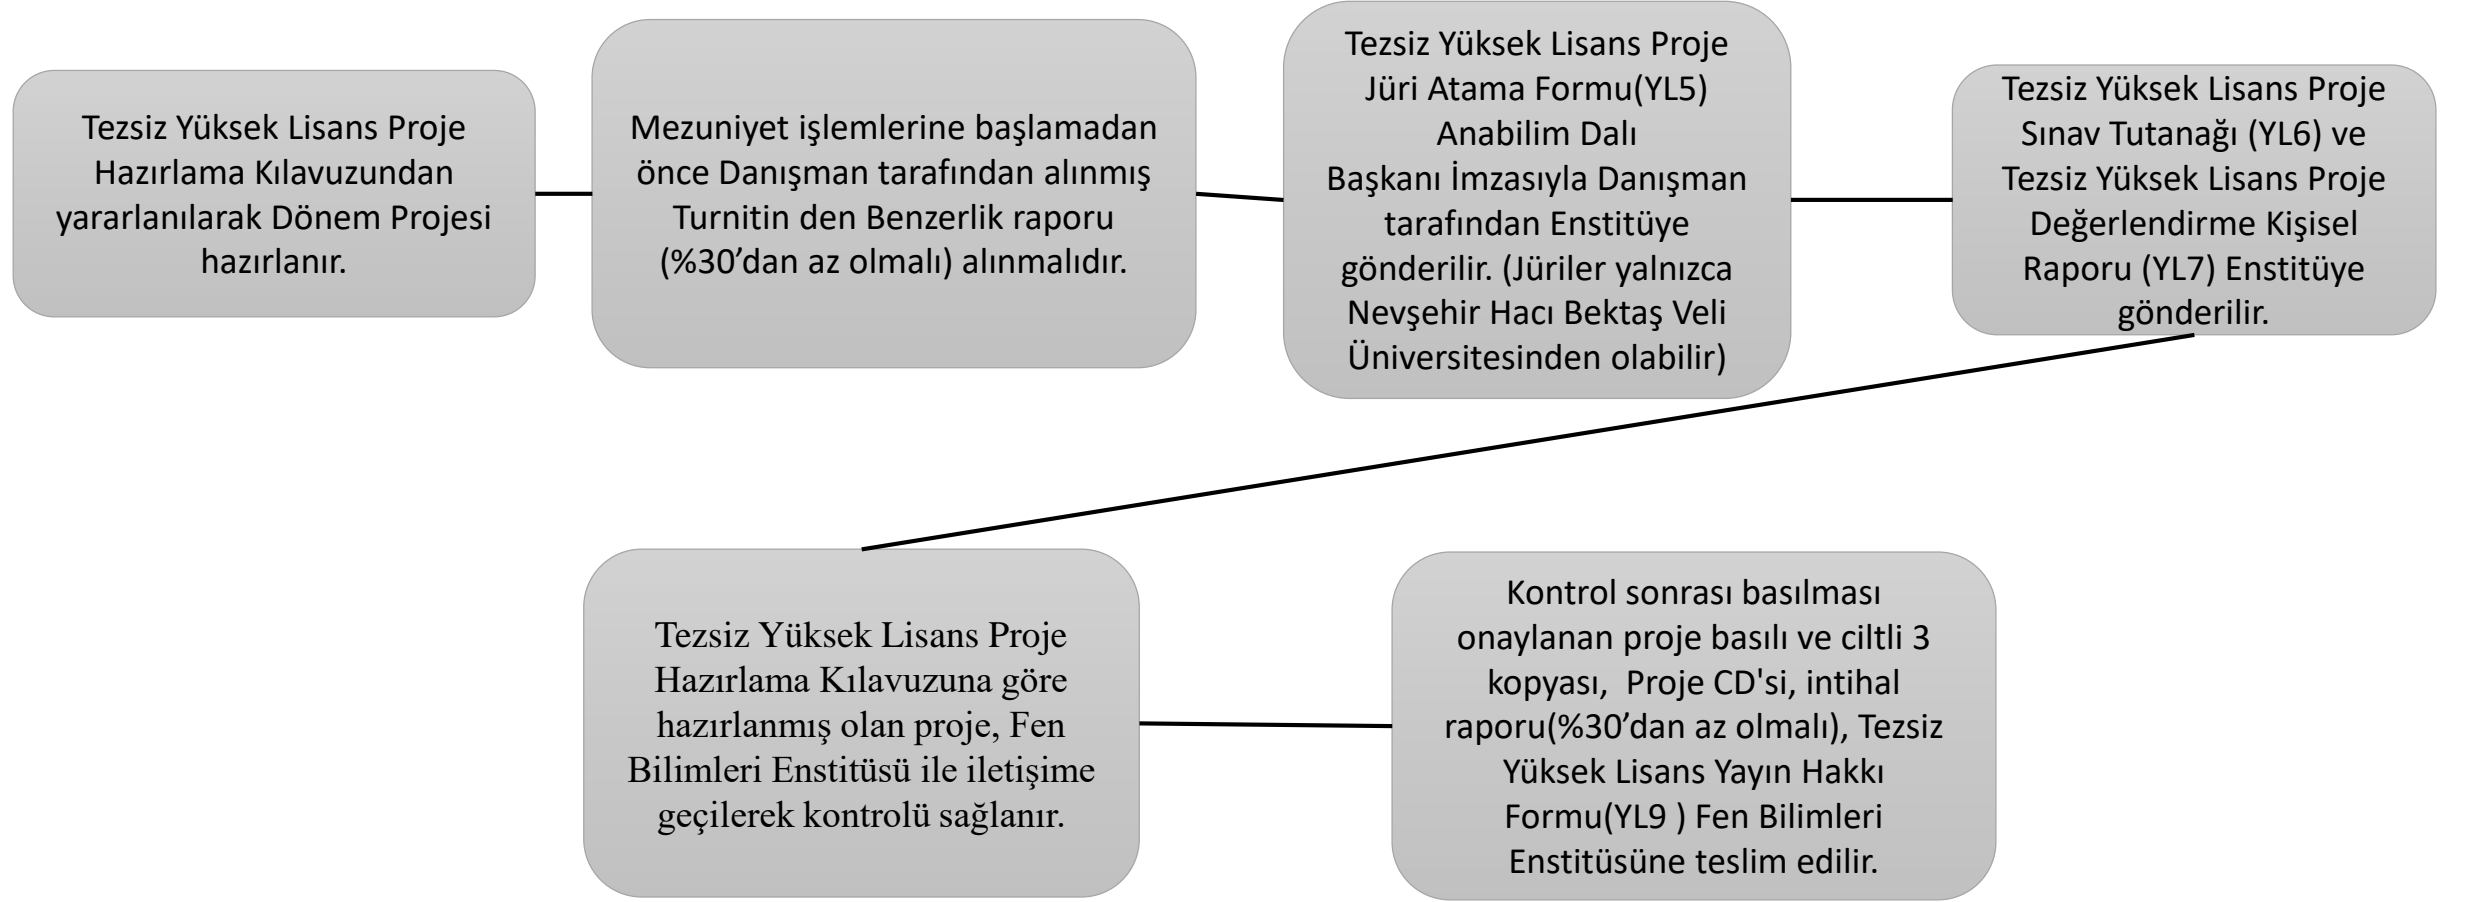 Tezsiz Yüksek Lisans Proje
Hazırlama Kılavuzundan
yararlanılarak Dönem Projesi
hazırlanır.
Mezuniyet işlemlerine başlamadan
önce Danışman tarafından alınmış
Turnitin den Benzerlik raporu
(%30’dan az olmalı) alınmalıdır.
Tezsiz Yüksek Lisans Proje
Jüri Atama Formu(YL5)
Anabilim Dalı
Başkanı İmzasıyla Danışman
tarafından Enstitüye
gönderilir. (Jüriler yalnızca
Nevşehir Hacı Bektaş Veli
Üniversitesinden olabilir)
Tezsiz Yüksek Lisans Proje
Sınav Tutanağı (YL6) ve
Tezsiz Yüksek Lisans Proje
Değerlendirme Kişisel
Raporu (YL7) Enstitüye
gönderilir.
Tezsiz Yüksek Lisans Proje
Hazırlama Kılavuzuna göre
hazırlanmış olan proje, Fen
Bilimleri Enstitüsü ile iletişime
geçilerek kontrolü sağlanır.
Kontrol sonrası basılması
onaylanan proje basılı ve ciltli 3
kopyası,  Proje CD'si, intihal
raporu(%30’dan az olmalı), Tezsiz
Yüksek Lisans Yayın Hakkı
Formu(YL9 ) Fen Bilimleri
Enstitüsüne teslim edilir.